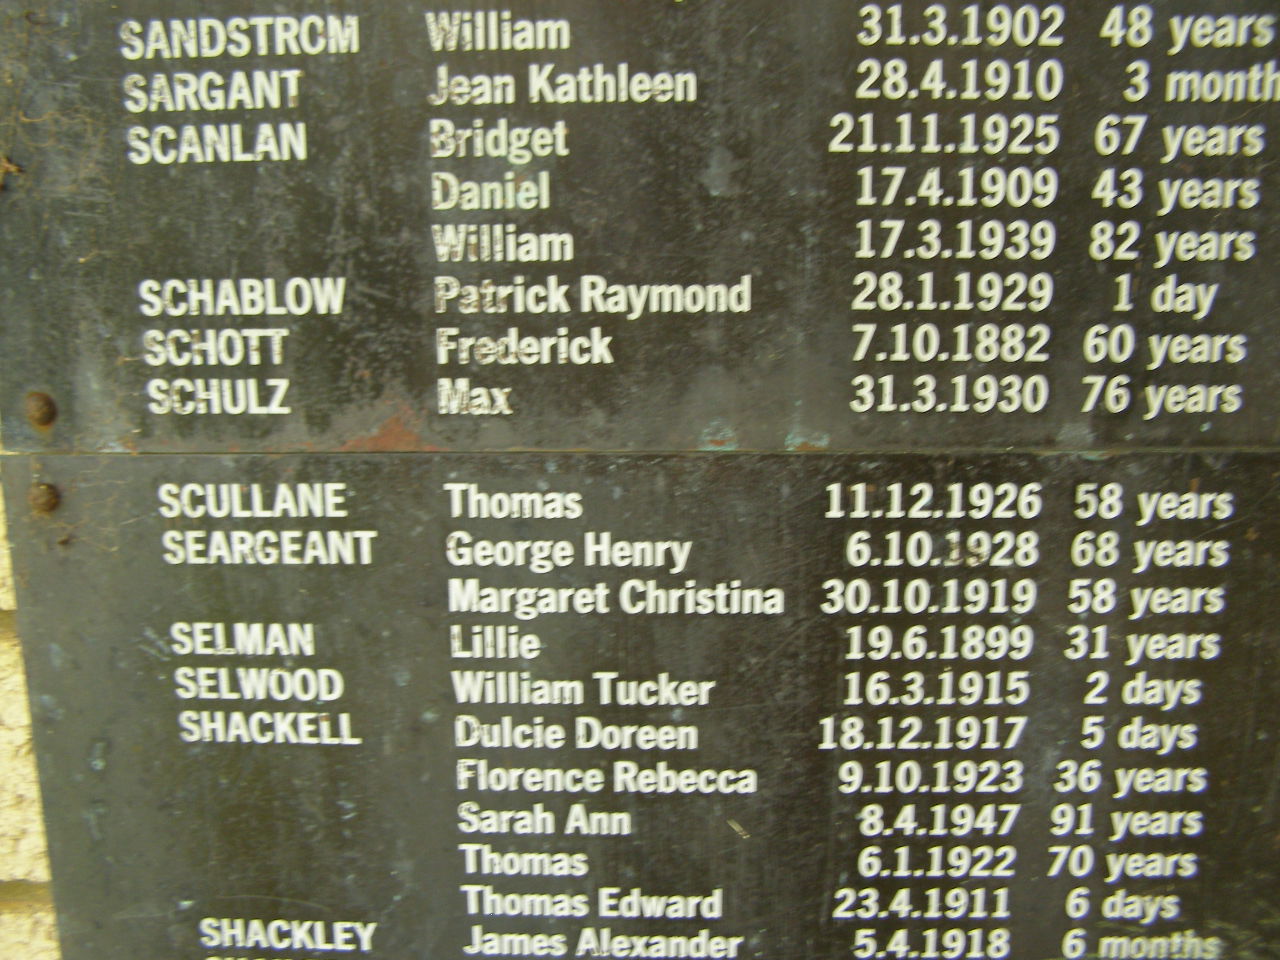 SANDSTROM William 31.3.1902 48 years
SARGANT Jean Kathleen 28.4.1910 3 month
SCANLAN Bridget 21.11.1925 67 years
Daniel 17.4.1909 43 years
William 17.3.1939 82 years
SCHABLOW Patrick Raymond 28.1.1929 1 day
SCHOTT Frederick 7.10.1882 60 years
SCHULZ Max 31.3.1930 76 years
SCULLANE Thomas 11.12.1926 58 years
SEARGEANT George Henry 6.10.1928 68 years
Margaret Christina 30.10.1919 58 years
SELMAN Lillie 19.6.1899 31 years
SELWOOD William Tucker 16.3.1915 2 days
SHACKELL Dulcie Doreen 18.12.1917 5 days
Florence Rebecca 9.10.1923 36 years
Sarah Ann 8.4.1947 91 years
Thomas 6.1.1922 70 years
Thomas Edward 23.4.1911 6 days
SHACKLEY James Alexander 5.4.1918 6 months